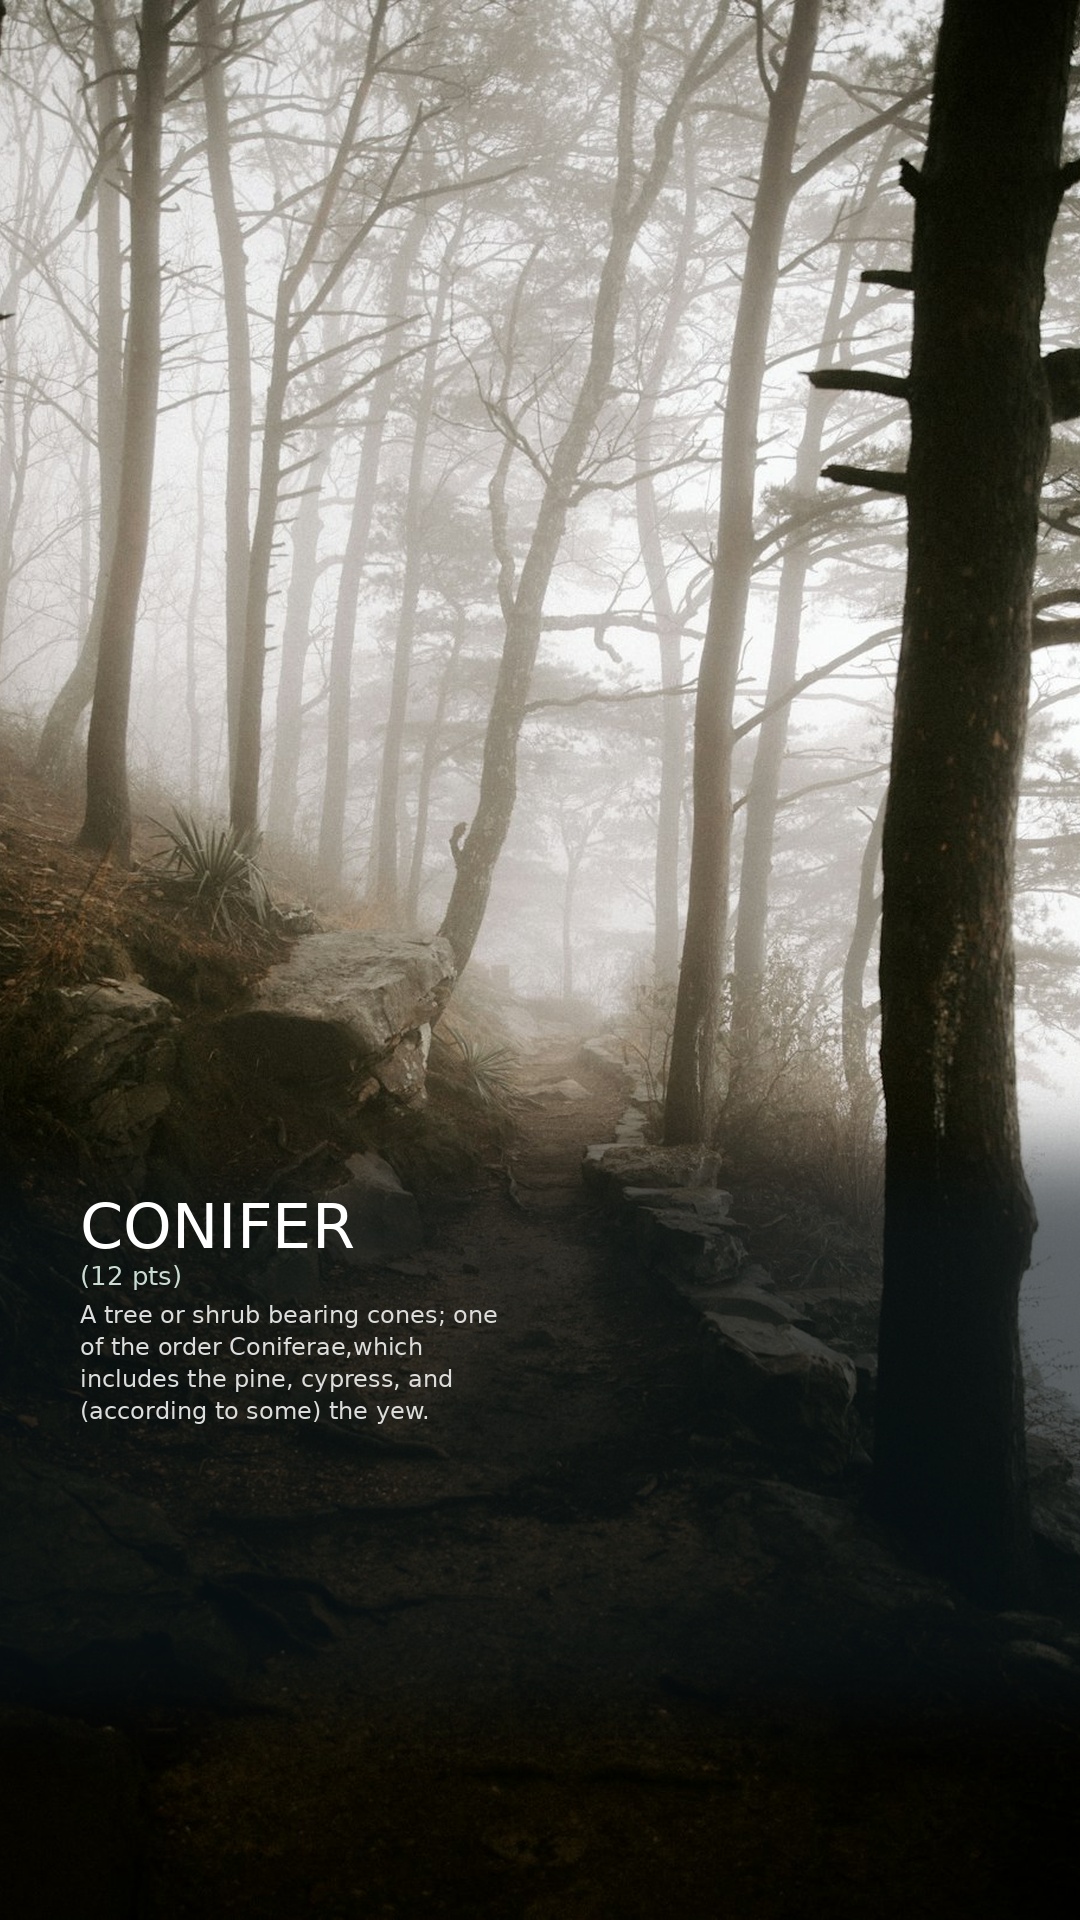 CONIFER
(12 pts)
A tree or shrub bearing cones; one
of the order Coniferae,which
includes the pine, cypress, and
(according to some) the yew.